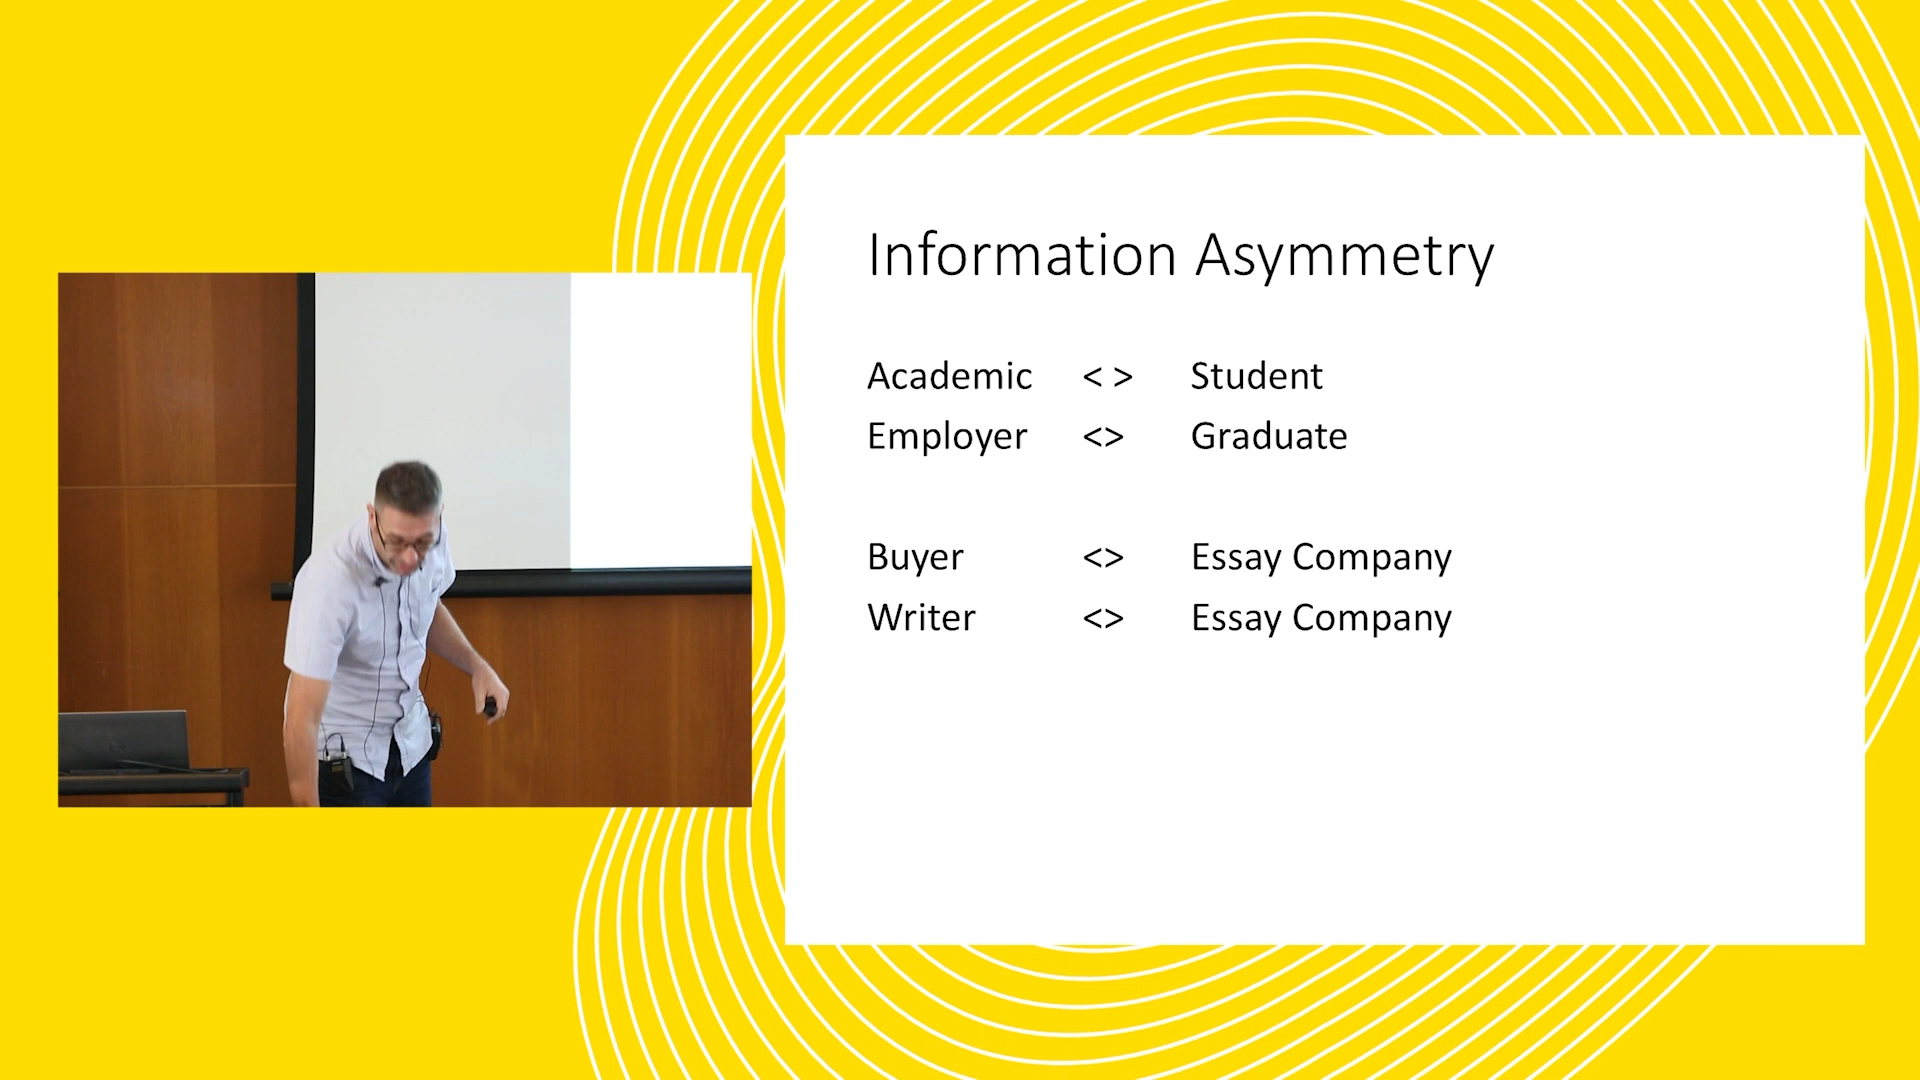 Information Asymmetry
Academic < > Student
Employer <> Graduate
Buyer <> Essay Company
Writer <> Essay Company